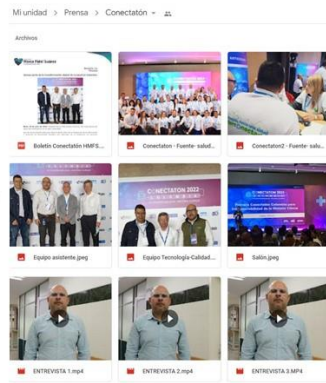 Mi unidad > Prensa > Conectatón
Archivos
Boletín Conectatón HMFS...
Conectaton - Fuente- salud...
Conectaton2 - Fuente- salu...
CONECTATÓN 2022
Equipo asistente.jpeg
Equipo Tecnología-Calidad...
Salón.jpeg
ENTREVISTA 1.mp4
ENTREVISTA 2.mp4
ENTREVISTA 3.MP4